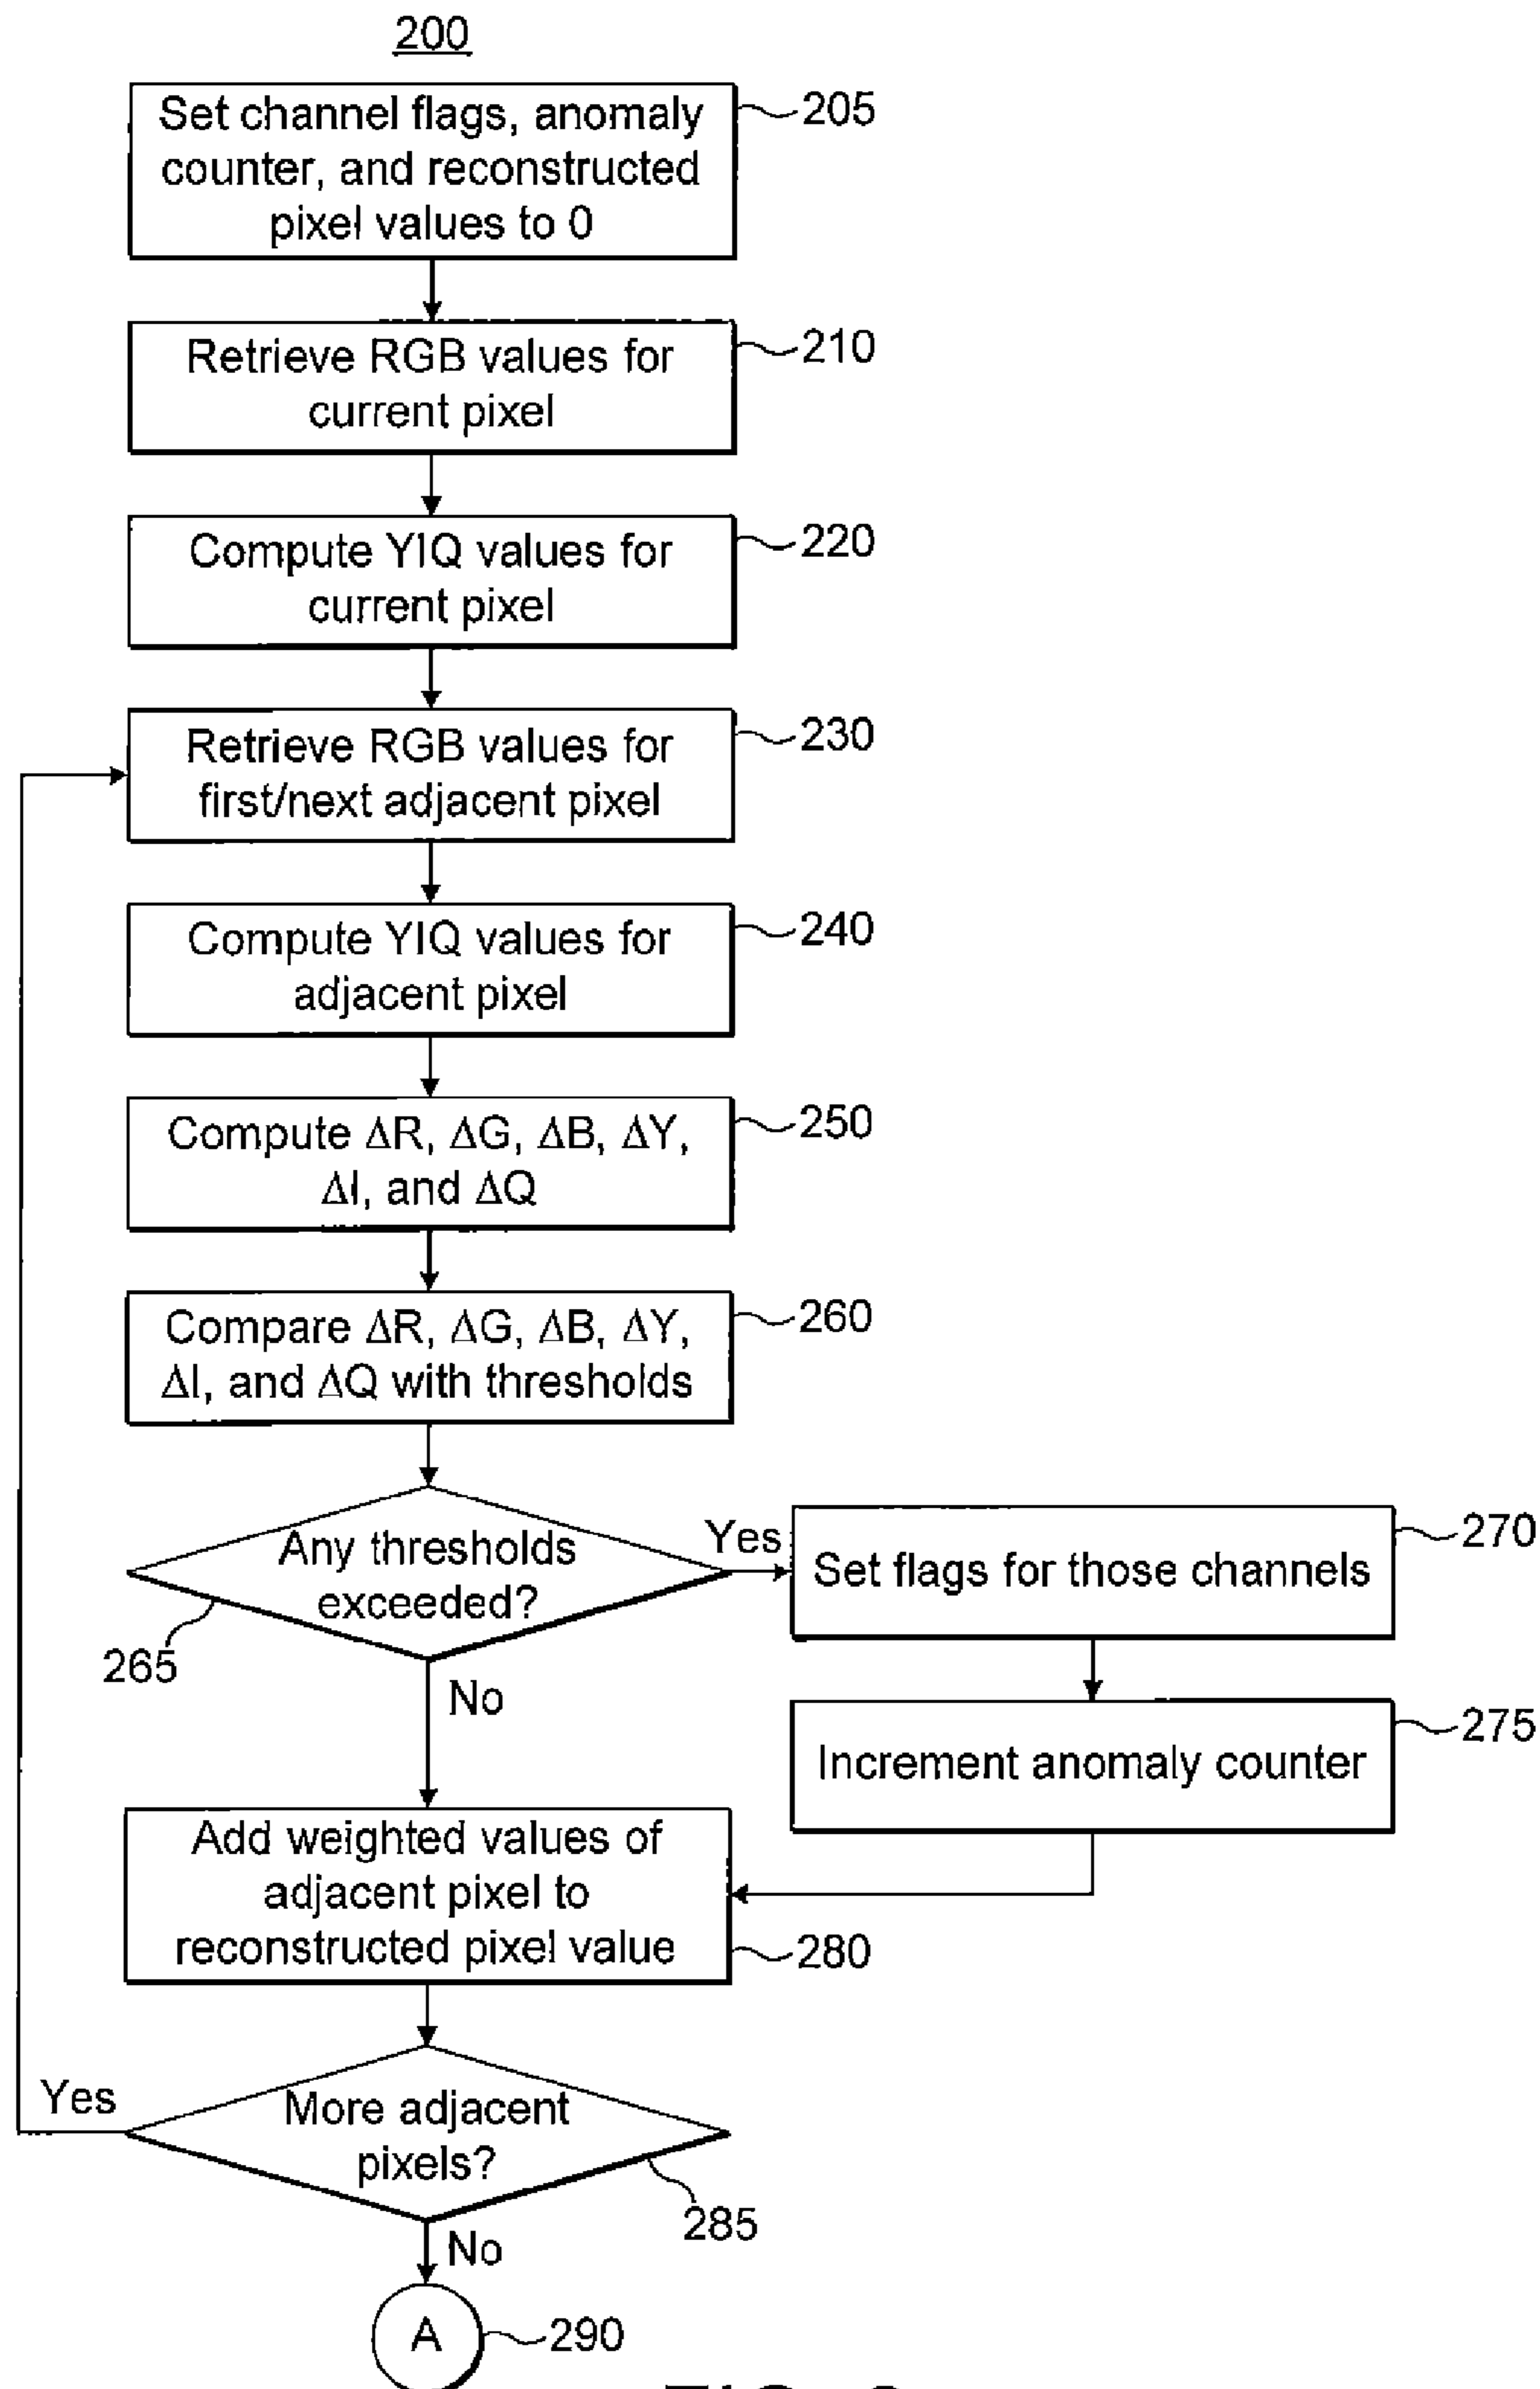 200
Set channel flags, anomaly
counter, and reconstructed
pixel values to 0
205
Retrieve RGB values for
current pixel
210
Compute YIQ values for
current pixel
220
Retrieve RGB values for
first/next adjacent pixel
230
Compute YIQ values for
adjacent pixel
240
Compute ΔR, ΔG, ΔB, ΔY,
ΔI, and ΔQ
250
Compare ΔR, ΔG, ΔB, ΔY,
ΔI, and ΔQ with thresholds
260
Any thresholds
exceeded?
265
Yes
Set flags for those channels
270
No
Increment anomaly counter
275
Add weighted values of
adjacent pixel to
reconstructed pixel value
280
Yes
More adjacent
pixels?
285
No
A
290